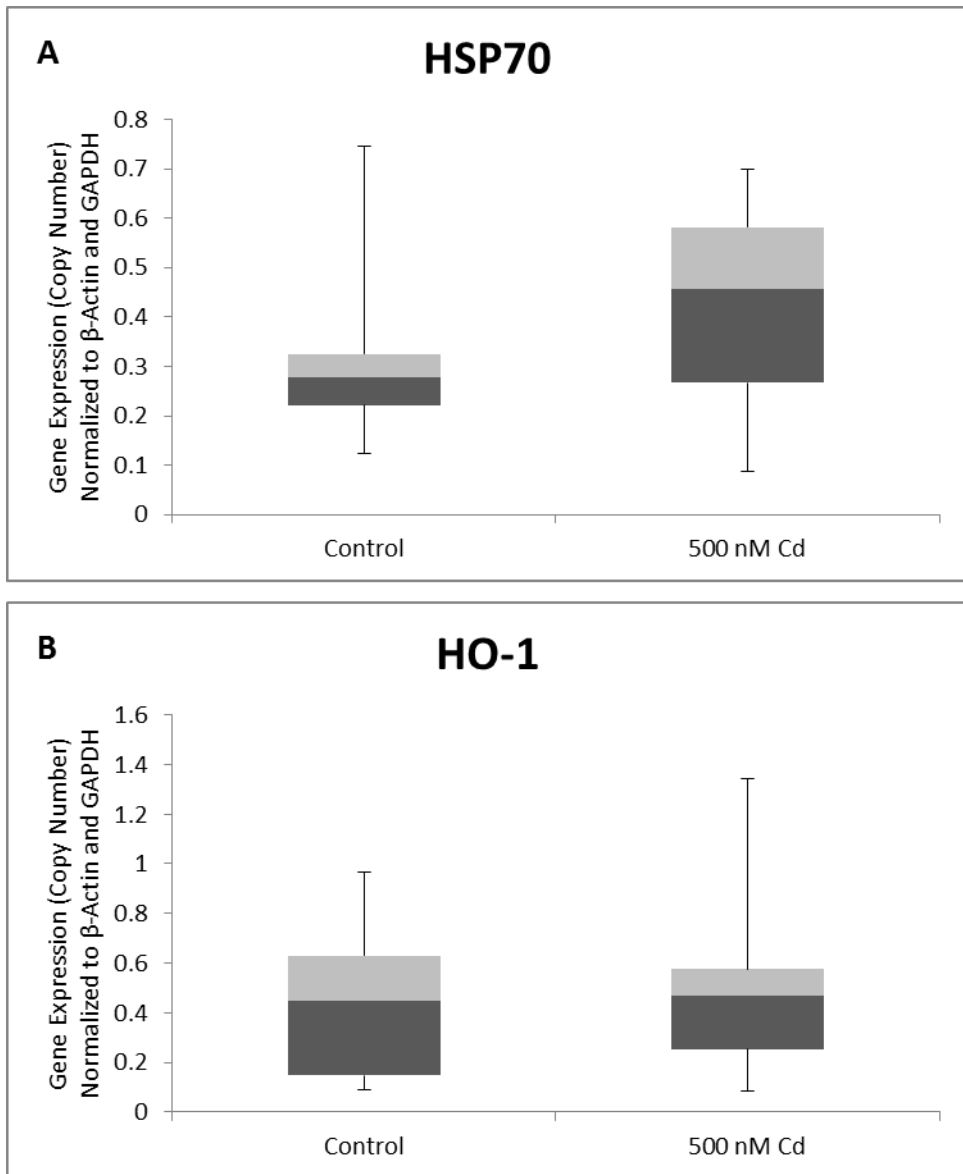 A
HSP70
Gene Expression (Copy Number)
Normalized to β-Actin and GAPDH
0.8
0.7
0.6
0.5
0.4
0.3
0.2
0.1
0
Control 500 nM Cd
B
HO-1
Gene Expression (Copy Number)
Normalized to β-Actin and GAPDH
1.6
1.4
1.2
1
0.8
0.6
0.4
0.2
0
Control 500 nM Cd